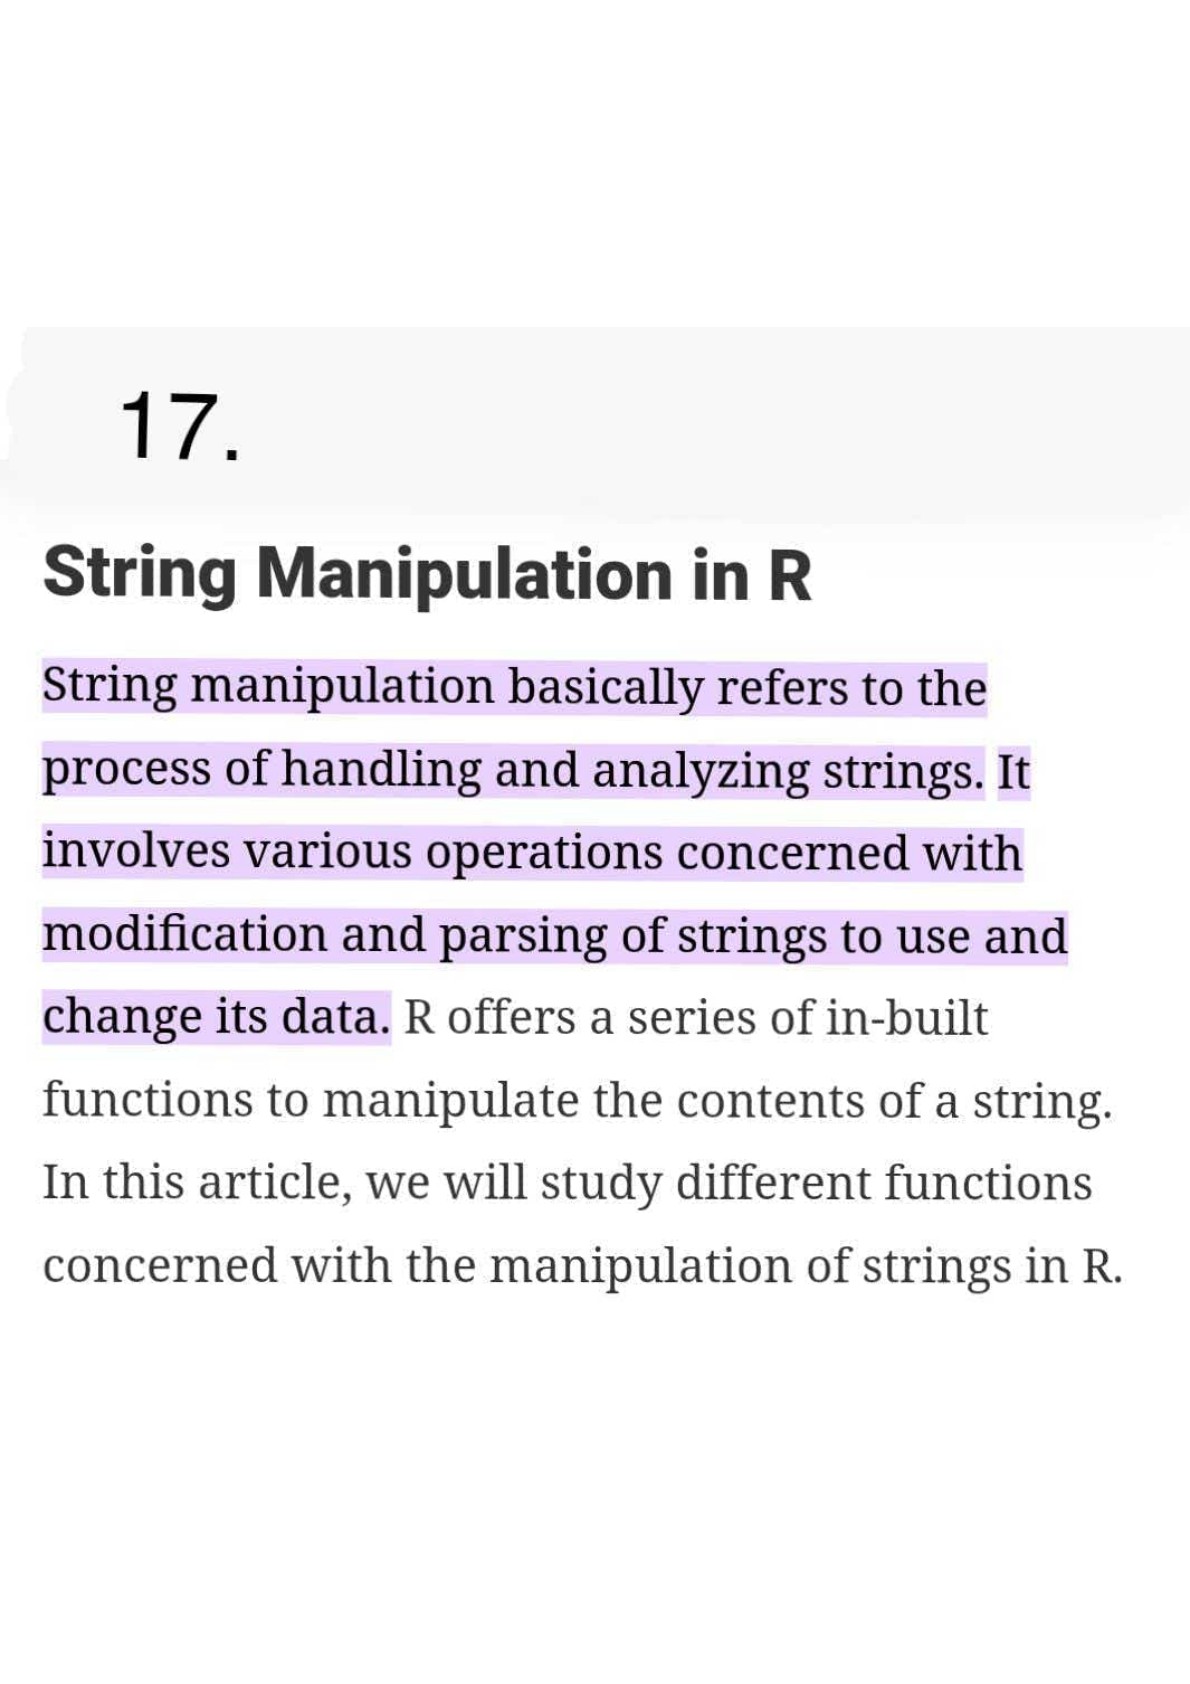 17.
String Manipulation in R
String manipulation basically refers to the
process of handling and analyzing strings. It
involves various operations concerned with
modification and parsing of strings to use and
change its data. R offers a series of in-built
functions to manipulate the contents of a string.
In this article, we will study different functions
concerned with the manipulation of strings in R.